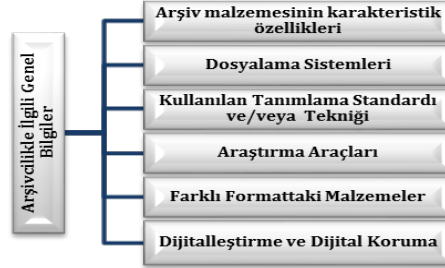 Arşivcilikle İlgili Genel
Bilgiler
Arşiv malzemesinin karakteristik
özellikleri
Dosyalama Sistemleri
Kullanılan Tanımlama Standardı
ve/veya Tekniği
Araştırma Araçları
Farklı Formattaki Malzemeler
Dijitalleştirme ve Dijital Koruma